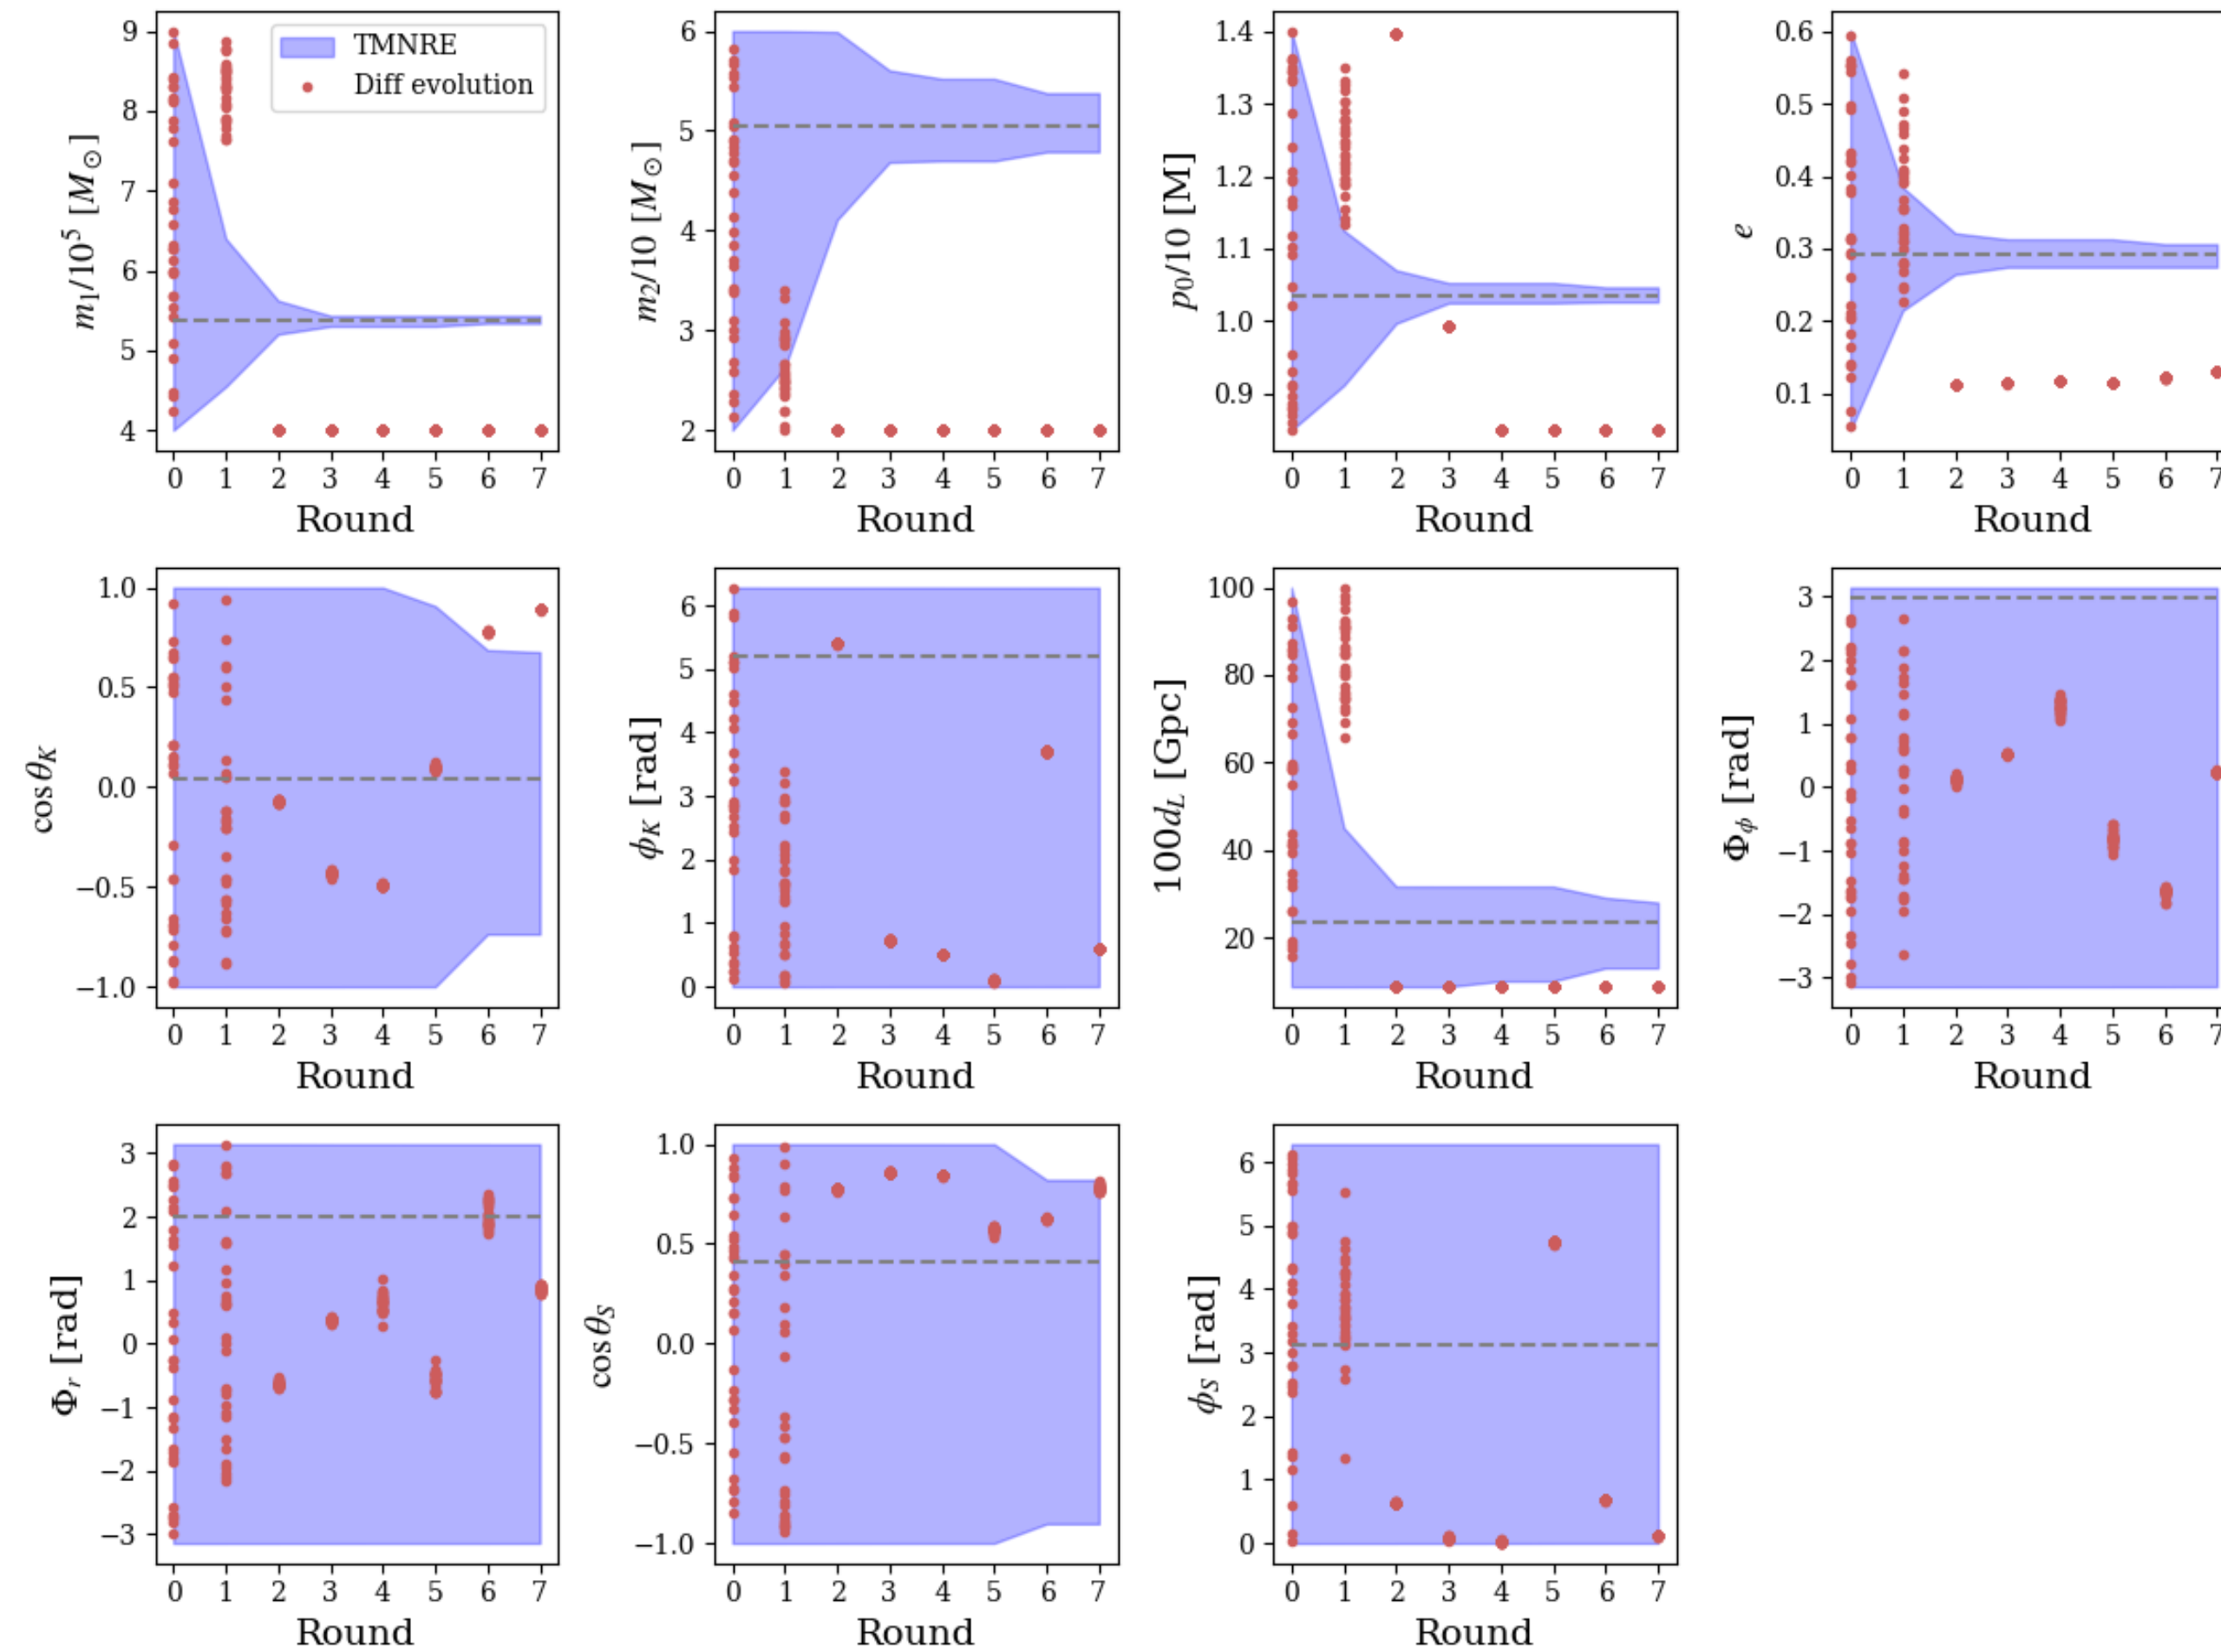 TMNRE
Diff evolution
m₁/10⁵ [M⊙]
9
8
7
6
5
4
0 1 2 3 4 5 6 7
Round
m₂/10 [M⊙]
6
5
4
3
2
0 1 2 3 4 5 6 7
Round
p₀/10 [M]
1.4
1.3
1.2
1.1
1.0
0.9
0 1 2 3 4 5 6 7
Round
e
0.6
0.5
0.4
0.3
0.2
0.1
0 1 2 3 4 5 6 7
Round
cos θ_K
1.0
0.5
0.0
−0.5
−1.0
0 1 2 3 4 5 6 7
Round
ϕ_K [rad]
6
5
4
3
2
1
0
0 1 2 3 4 5 6 7
Round
100d_L [Gpc]
100
80
60
40
20
0 1 2 3 4 5 6 7
Round
Φ_ϕ [rad]
3
2
1
0
−1
−2
−3
0 1 2 3 4 5 6 7
Round
Φ_r [rad]
3
2
1
0
−1
−2
−3
0 1 2 3 4 5 6 7
Round
cos θ_S
1.0
0.5
0.0
−0.5
−1.0
0 1 2 3 4 5 6 7
Round
ϕ_S [rad]
6
5
4
3
2
1
0
0 1 2 3 4 5 6 7
Round